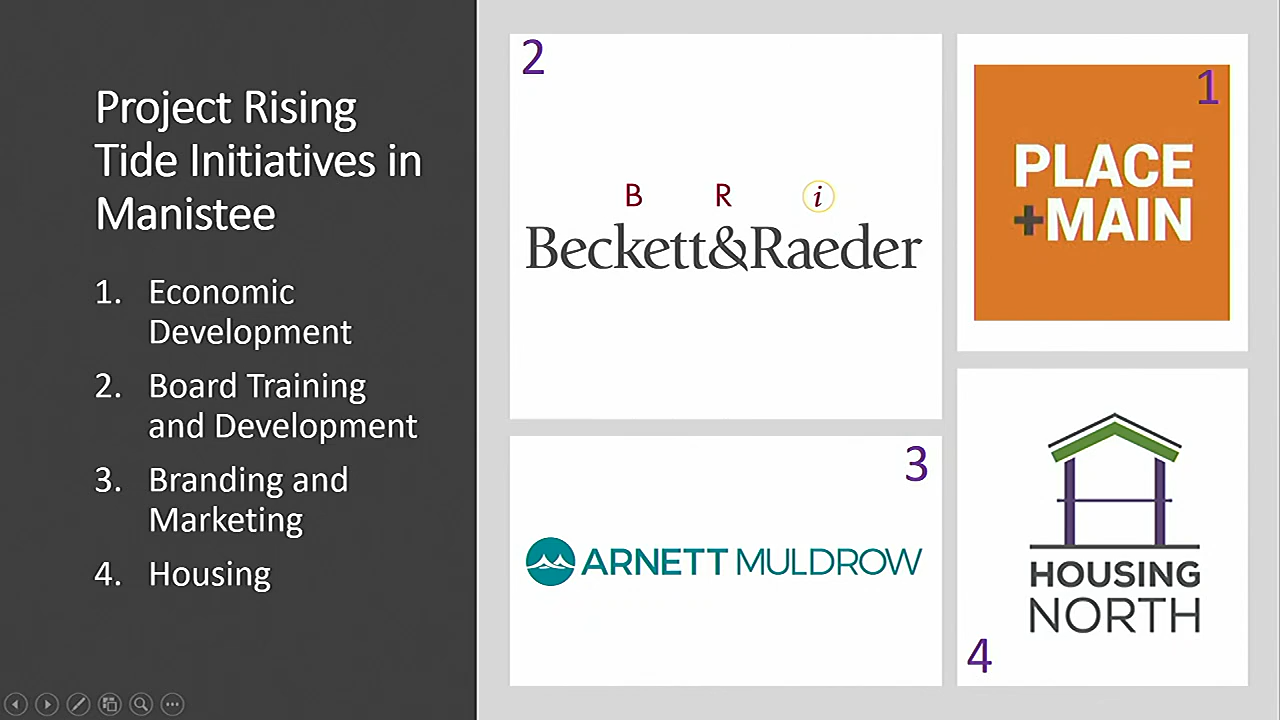 Project Rising
Tide Initiatives in
Manistee
1. Economic
Development
2. Board Training
and Development
3. Branding and
Marketing
4. Housing
2
B R i
Beckett&Raeder
1
PLACE
+MAIN
3
ARNETT MULDROW
HOUSING
NORTH
4